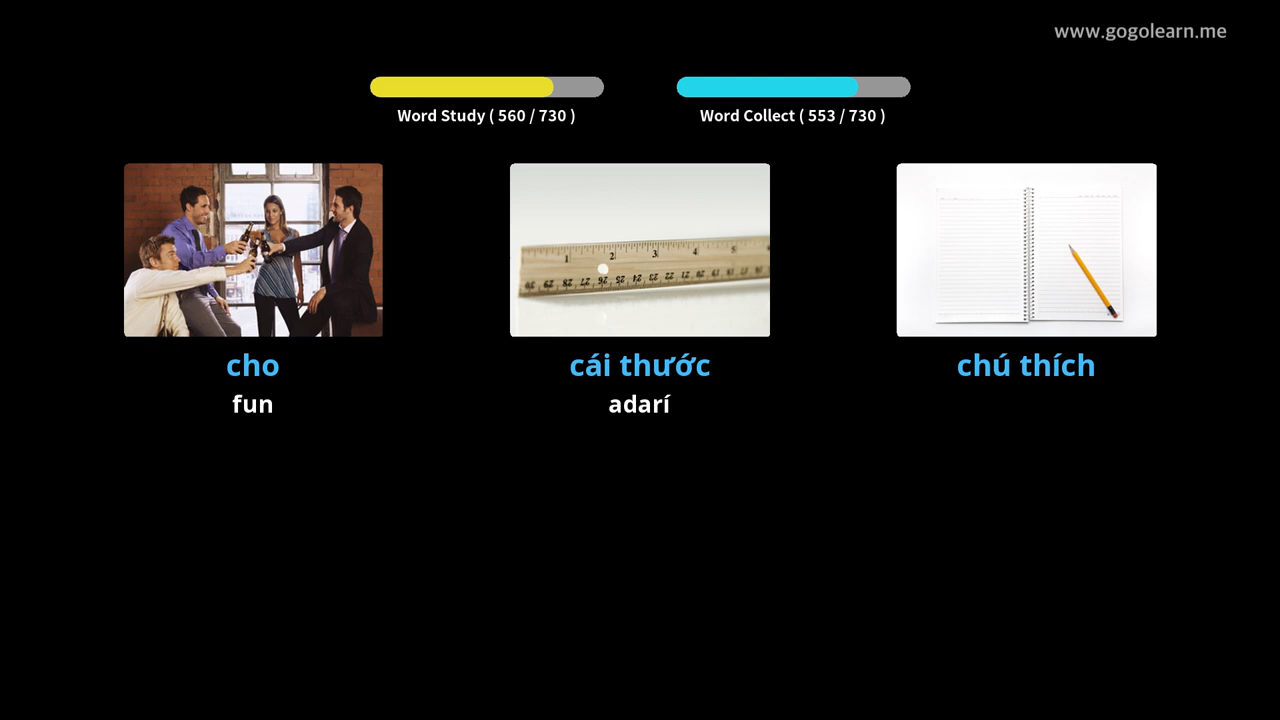 www.gogolearn.me
Word Study ( 560 / 730 )
Word Collect ( 553 / 730 )
cho
fun
cái thước
adarí
chú thích